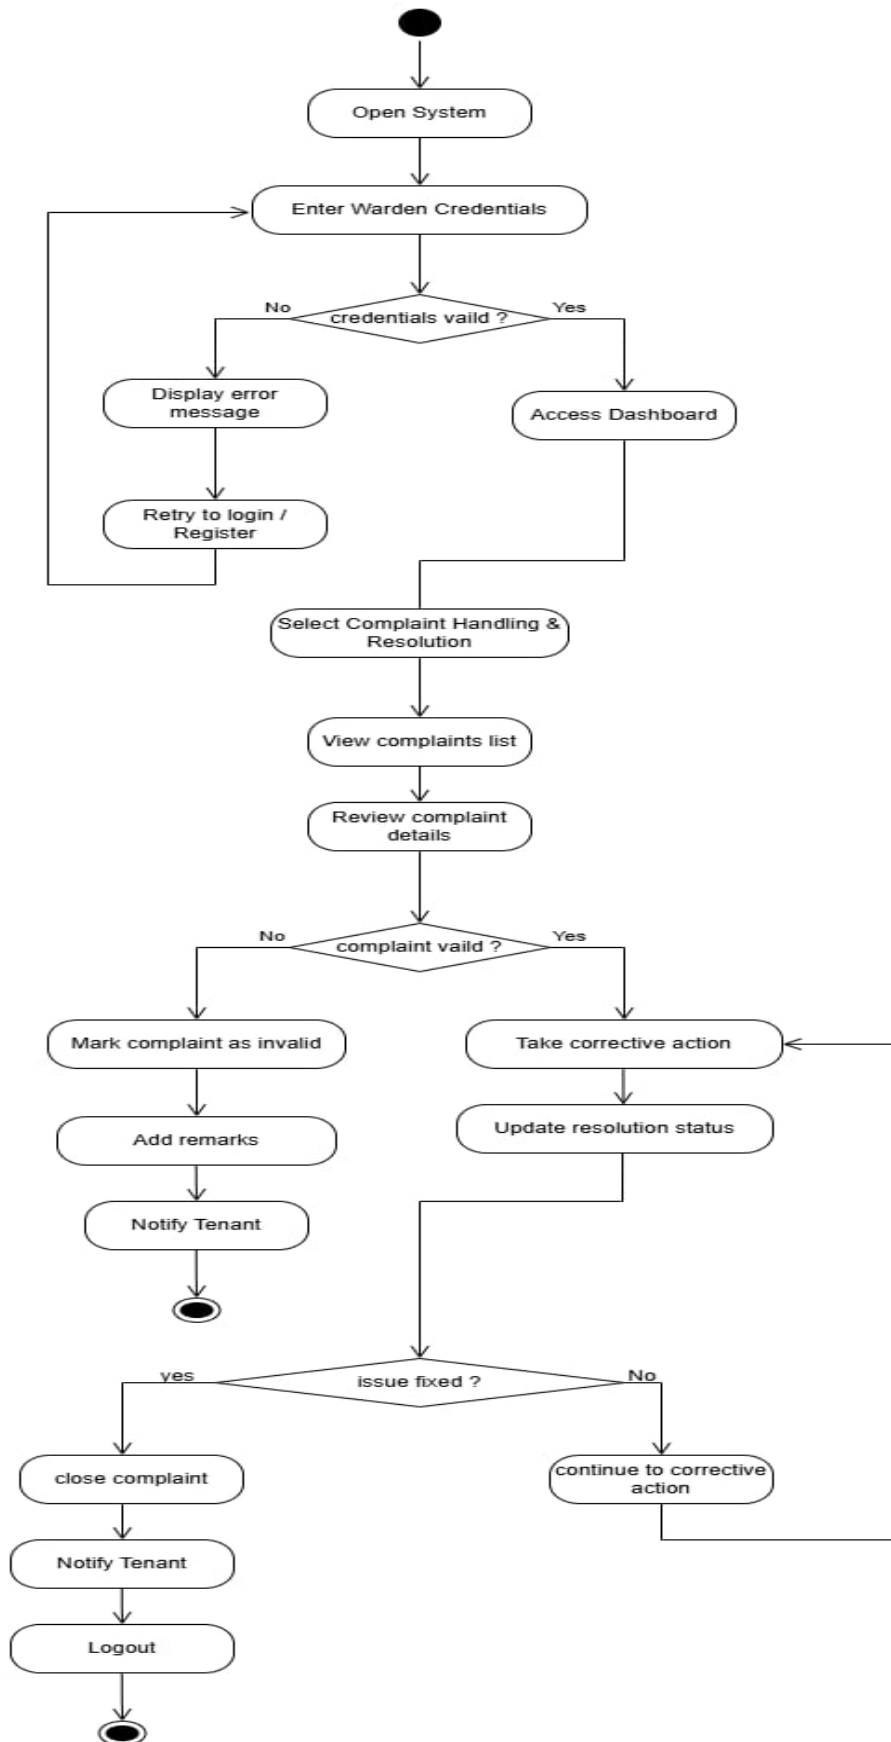 Open System
Enter Warden Credentials
No
credentials vaild ?
Yes
Display error
message
Access Dashboard
Retry to login /
Register
Select Complaint Handling &
Resolution
View complaints list
Review complaint
details
No
complaint vaild ?
Yes
Mark complaint as invalid
Take corrective action
Add remarks
Update resolution status
Notify Tenant
yes
issue fixed ?
No
close complaint
continue to corrective
action
Notify Tenant
Logout